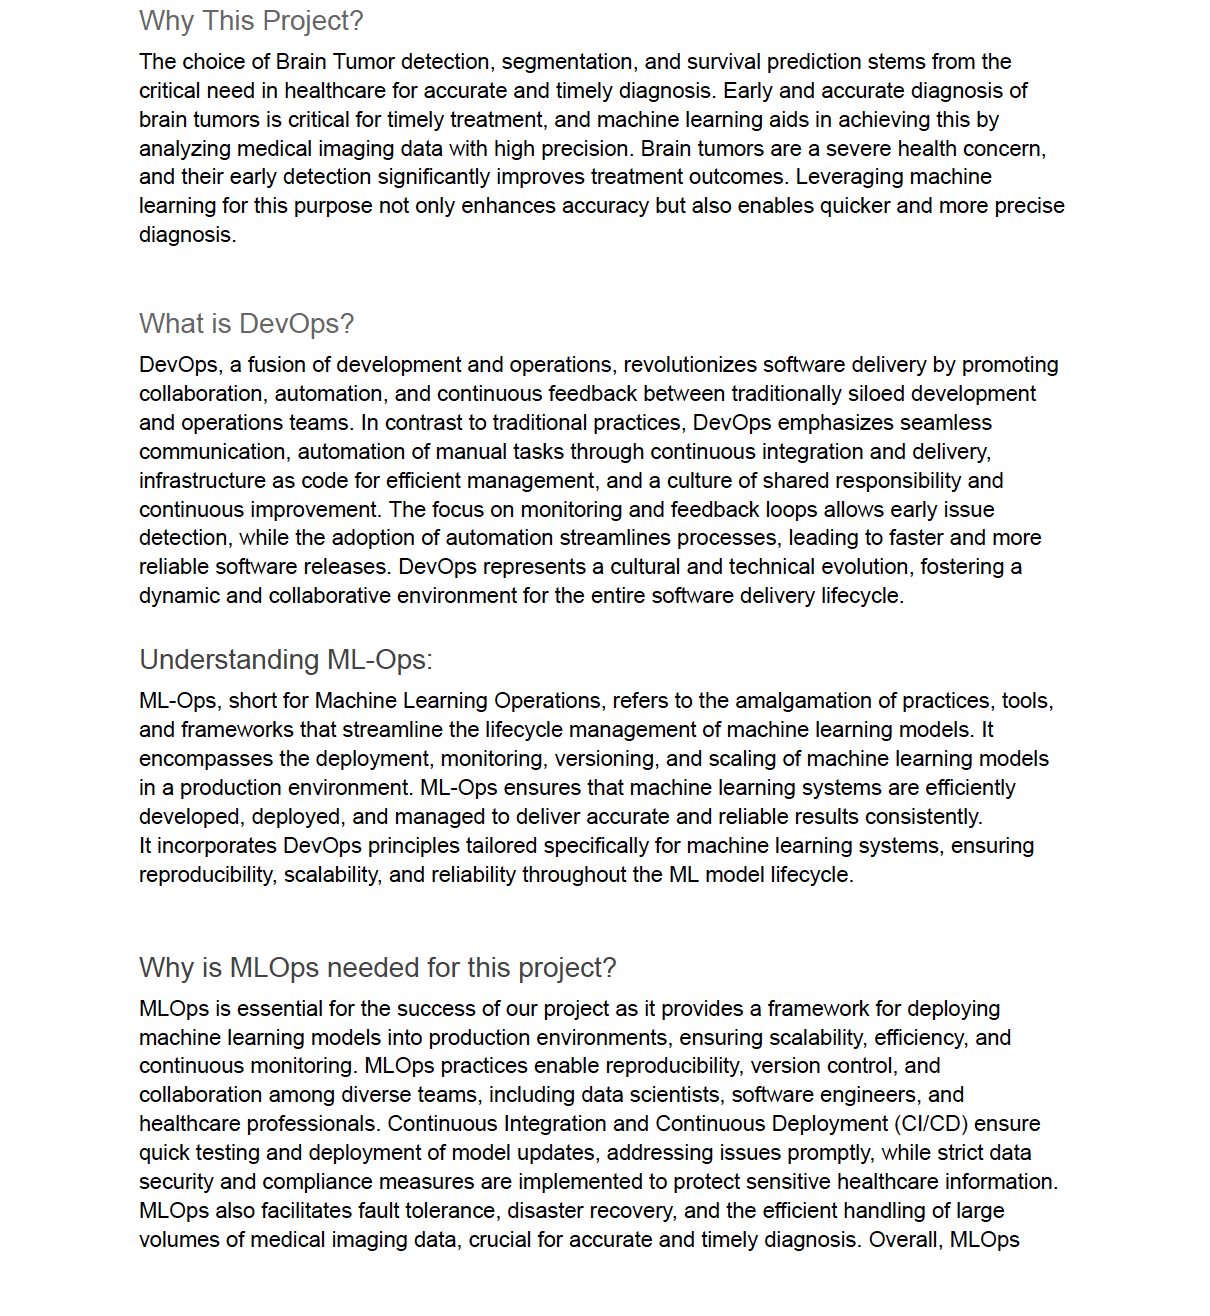 Why This Project?
The choice of Brain Tumor detection, segmentation, and survival prediction stems from the
critical need in healthcare for accurate and timely diagnosis. Early and accurate diagnosis of
brain tumors is critical for timely treatment, and machine learning aids in achieving this by
analyzing medical imaging data with high precision. Brain tumors are a severe health concern,
and their early detection significantly improves treatment outcomes. Leveraging machine
learning for this purpose not only enhances accuracy but also enables quicker and more precise
diagnosis.
What is DevOps?
DevOps, a fusion of development and operations, revolutionizes software delivery by promoting
collaboration, automation, and continuous feedback between traditionally siloed development
and operations teams. In contrast to traditional practices, DevOps emphasizes seamless
communication, automation of manual tasks through continuous integration and delivery,
infrastructure as code for efficient management, and a culture of shared responsibility and
continuous improvement. The focus on monitoring and feedback loops allows early issue
detection, while the adoption of automation streamlines processes, leading to faster and more
reliable software releases. DevOps represents a cultural and technical evolution, fostering a
dynamic and collaborative environment for the entire software delivery lifecycle.
Understanding ML-Ops:
ML-Ops, short for Machine Learning Operations, refers to the amalgamation of practices, tools,
and frameworks that streamline the lifecycle management of machine learning models. It
encompasses the deployment, monitoring, versioning, and scaling of machine learning models
in a production environment. ML-Ops ensures that machine learning systems are efficiently
developed, deployed, and managed to deliver accurate and reliable results consistently.
It incorporates DevOps principles tailored specifically for machine learning systems, ensuring
reproducibility, scalability, and reliability throughout the ML model lifecycle.
Why is MLOps needed for this project?
MLOps is essential for the success of our project as it provides a framework for deploying
machine learning models into production environments, ensuring scalability, efficiency, and
continuous monitoring. MLOps practices enable reproducibility, version control, and
collaboration among diverse teams, including data scientists, software engineers, and
healthcare professionals. Continuous Integration and Continuous Deployment (CI/CD) ensure
quick testing and deployment of model updates, addressing issues promptly, while strict data
security and compliance measures are implemented to protect sensitive healthcare information.
MLOps also facilitates fault tolerance, disaster recovery, and the efficient handling of large
volumes of medical imaging data, crucial for accurate and timely diagnosis. Overall, MLOps